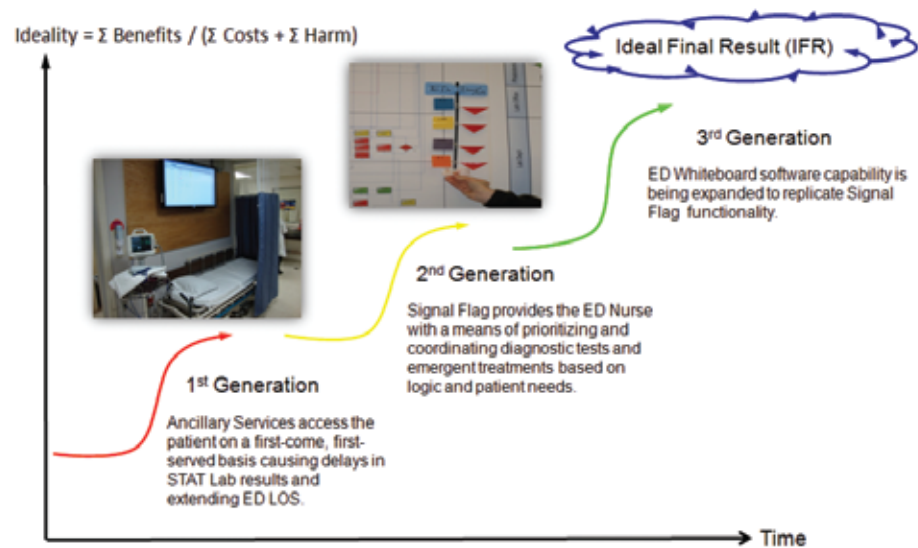 Ideality = Σ Benefits / (Σ Costs + Σ Harm)
Ideal Final Result (IFR)
3rd Generation
ED Whiteboard software capability is
being expanded to replicate Signal
Flag functionality.
2nd Generation
Signal Flag provides the ED Nurse
with a means of prioritizing and
coordinating diagnostic tests and
emergent treatments based on
logic and patient needs.
1st Generation
Ancillary Services access the
patient on a first-come, first-
served basis causing delays in
STAT Lab results and
extending ED LOS.
Time